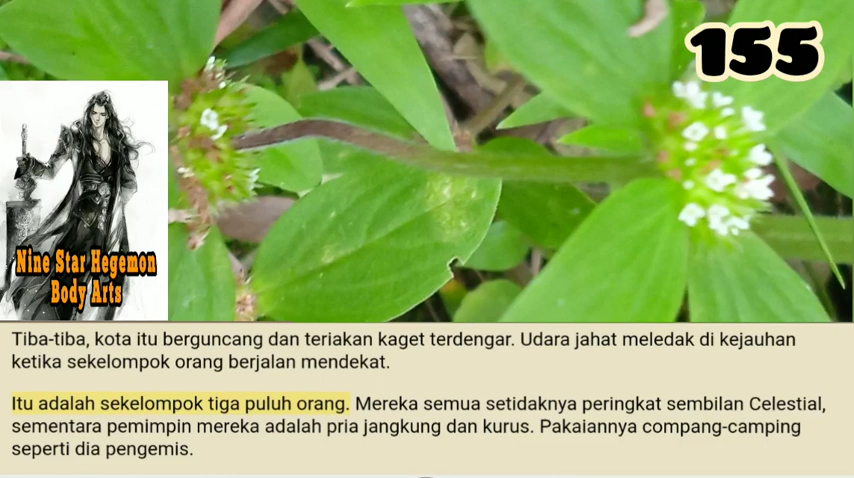 155
Nine Star Hegemon
Body Arts
Tiba-tiba, kota itu berguncang dan teriakan kaget terdengar. Udara jahat meledak di kejauhan
ketika sekelompok orang berjalan mendekat.
Itu adalah sekelompok tiga puluh orang. Mereka semua setidaknya peringkat sembilan Celestial,
sementara pemimpin mereka adalah pria jangkung dan kurus. Pakaiannya compang-camping
seperti dia pengemis.